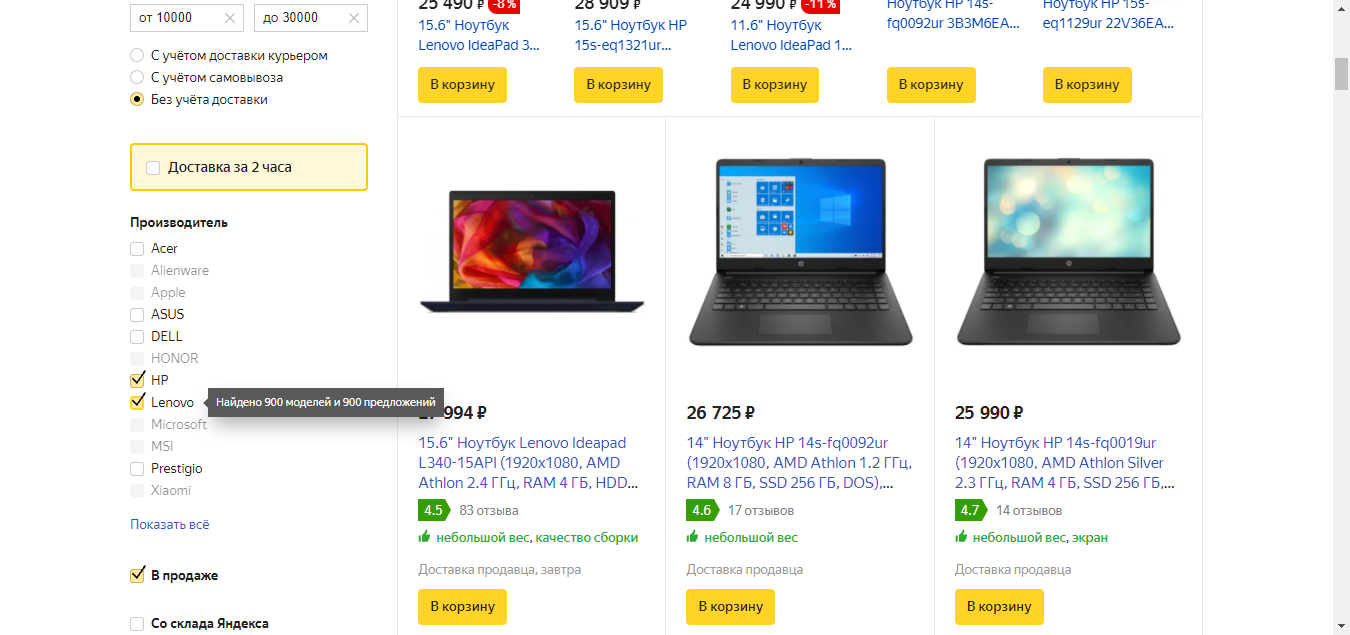 от 10000
до 30000
С учётом доставки курьером
С учётом самовывоза
Без учёта доставки
Доставка за 2 часа
Производитель
Acer
Alienware
Apple
ASUS
DELL
HONOR
HP
Lenovo
Найдено 900 моделей и 900 предложений
Microsoft
MSI
Prestigio
Xiaomi
Показать всё
В продаже
Со склада Яндекса
25 490 ₽ -8%
15.6" Ноутбук
Lenovo IdeaPad 3...
В корзину
28 909 ₽
15.6" Ноутбук HP
15s-eq1321ur...
В корзину
24 990 ₽ -11%
11.6" Ноутбук
Lenovo IdeaPad 1...
В корзину
Ноутбук HP 14s-
fq0092ur 3B3M6EA...
В корзину
Ноутбук HP 15s-
eq1129ur 22V36EA...
В корзину
994 ₽
15.6" Ноутбук Lenovo Ideapad
L340-15API (1920x1080, AMD
Athlon 2.4 ГГц, RAM 4 ГБ, HDD...
4.5 83 отзыва
небольшой вес, качество сборки
Доставка продавца, завтра
В корзину
26 725 ₽
14" Ноутбук HP 14s-fq0092ur
(1920x1080, AMD Athlon 1.2 ГГц,
RAM 8 ГБ, SSD 256 ГБ, DOS),...
4.6 17 отзывов
небольшой вес
Доставка продавца
В корзину
25 990 ₽
14" Ноутбук HP 14s-fq0019ur
(1920x1080, AMD Athlon Silver
2.3 ГГц, RAM 4 ГБ, SSD 256 ГБ,...
4.7 14 отзывов
небольшой вес, экран
Доставка продавца
В корзину